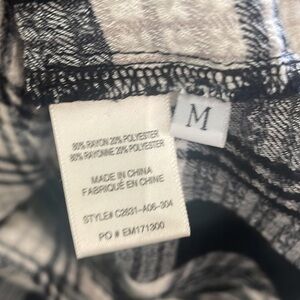 M
80% RAYON 20% POLYESTER
80% RAYONNE 20% POLYESTER
MADE IN CHINA
FABRIQUÉ EN CHINE
STYLE# C2831-A06-304
PO # EM171300